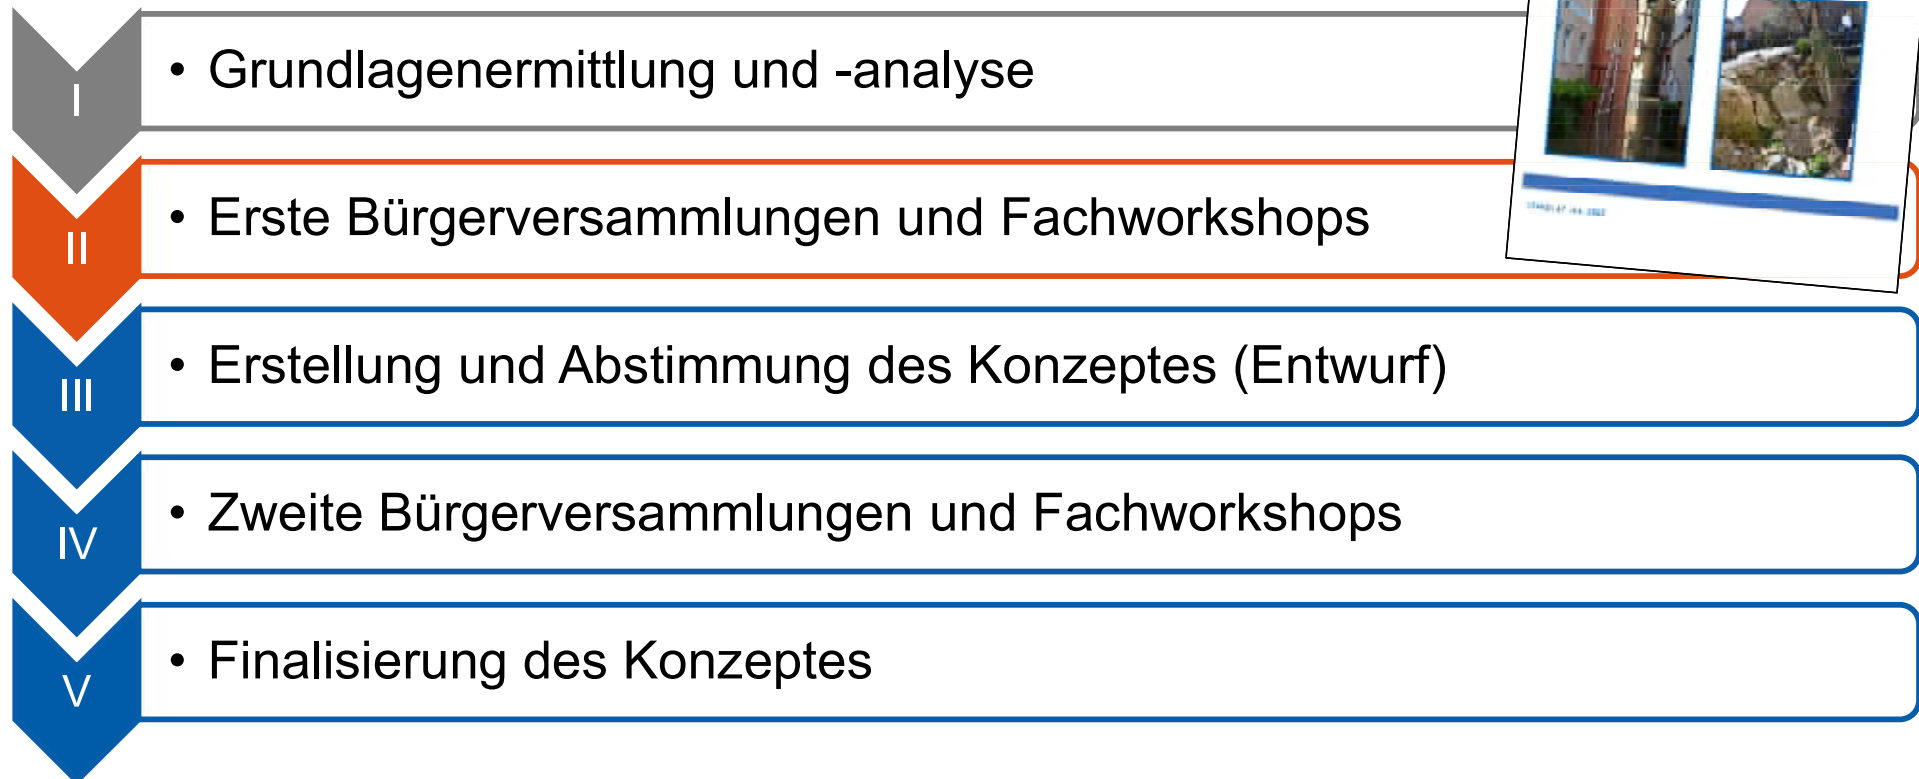 I
• Grundlagenermittlung und -analyse
II
• Erste Bürgerversammlungen und Fachworkshops
III
• Erstellung und Abstimmung des Konzeptes (Entwurf)
IV
• Zweite Bürgerversammlungen und Fachworkshops
V
• Finalisierung des Konzeptes